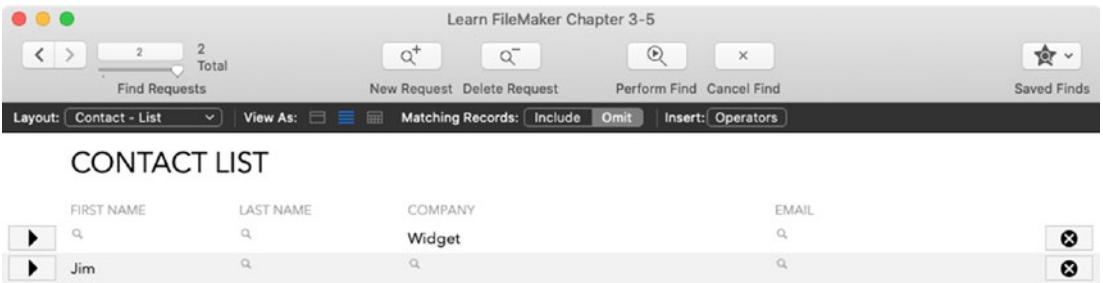 Learn FileMaker Chapter 3-5
2 2 Total
Find Requests New Request Delete Request Perform Find Cancel Find Saved Finds
Layout: Contact - List View As: Matching Records: Include Omit Insert: Operators
CONTACT LIST
FIRST NAME LAST NAME COMPANY EMAIL
Widget
Jim